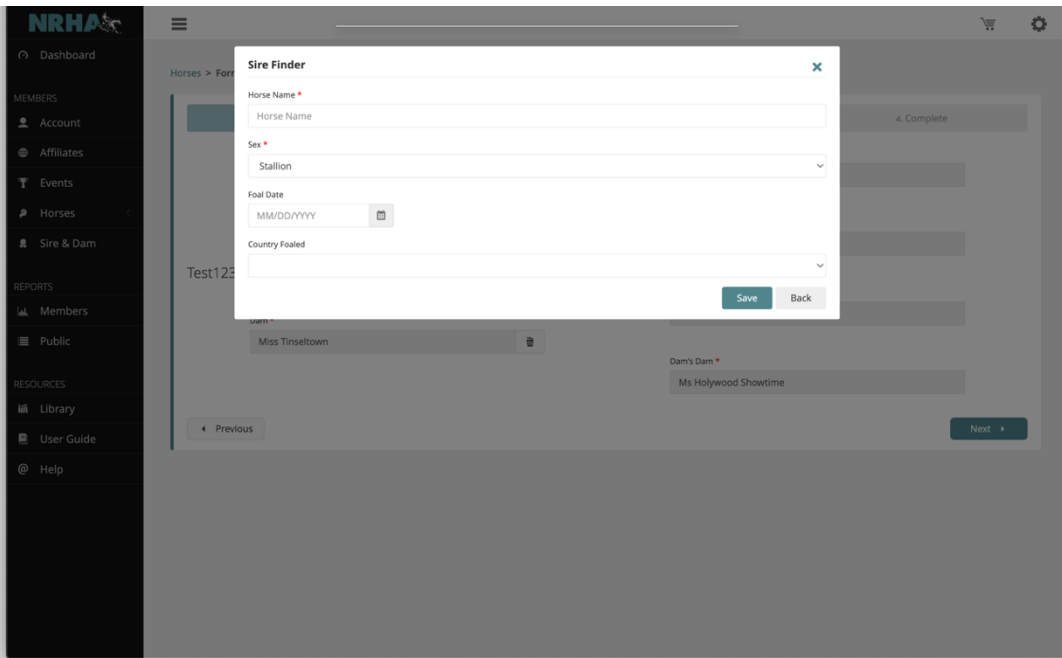 NRHA
Dashboard
MEMBERS
Account
Affiliates
Events
Horses
Sire & Dam
REPORTS
Members
Public
RESOURCES
Library
User Guide
@ Help
Horses > Form
4. Complete
Sire Finder
Horse Name *
Horse Name
Sex *
Stallion
Foal Date
MM/DD/YYYY
Country Foaled
Save Back
Test123
Dam *
Miss Tinseltown
Dam's Dam *
Ms Holywood Showtime
Previous
Next